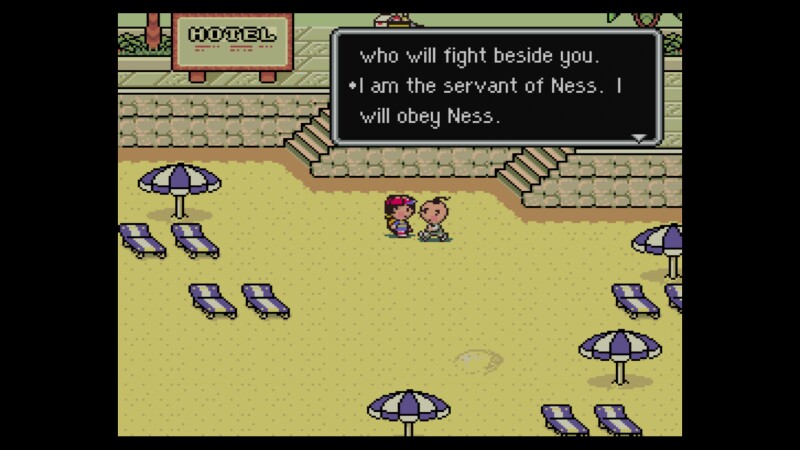 HOTEL
who will fight beside you.
•I am the servant of Ness. I
will obey Ness.